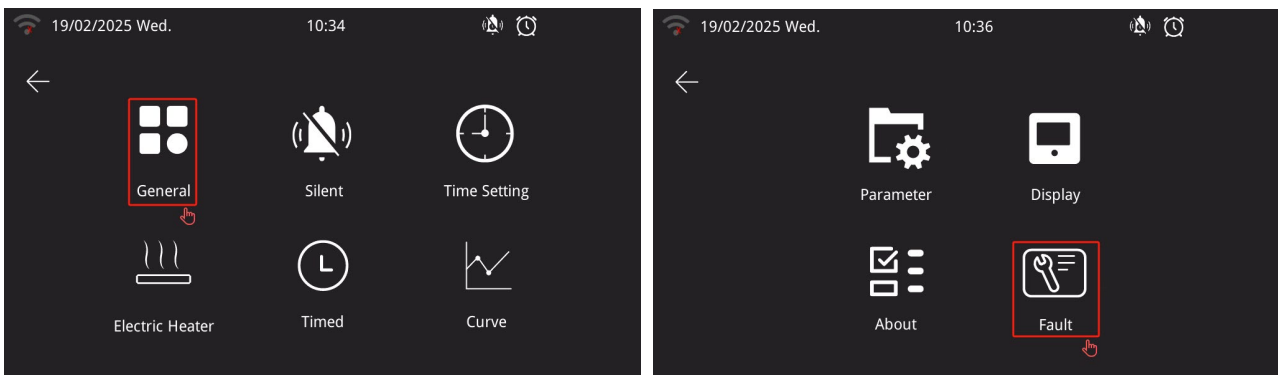 19/02/2025 Wed. 10:34
General Silent Time Setting
Electric Heater Timed Curve
19/02/2025 Wed. 10:36
Parameter Display
About Fault